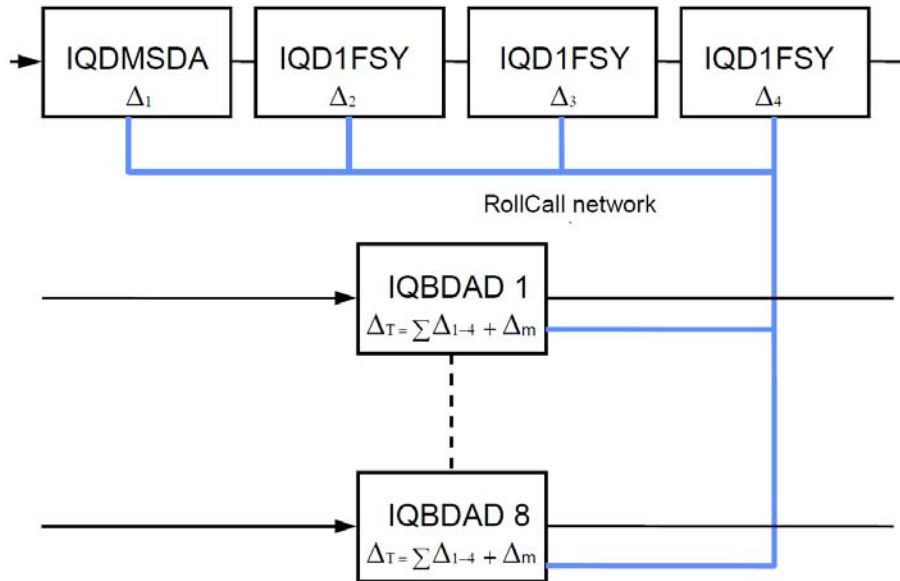 IQDMSDA IQD1FSY IQD1FSY IQD1FSY
Δ1 Δ2 Δ3 Δ4
RollCall network
IQBDAD 1
ΔT = ∑Δ1–4 + Δm
IQBDAD 8
ΔT = ∑Δ1–4 + Δm